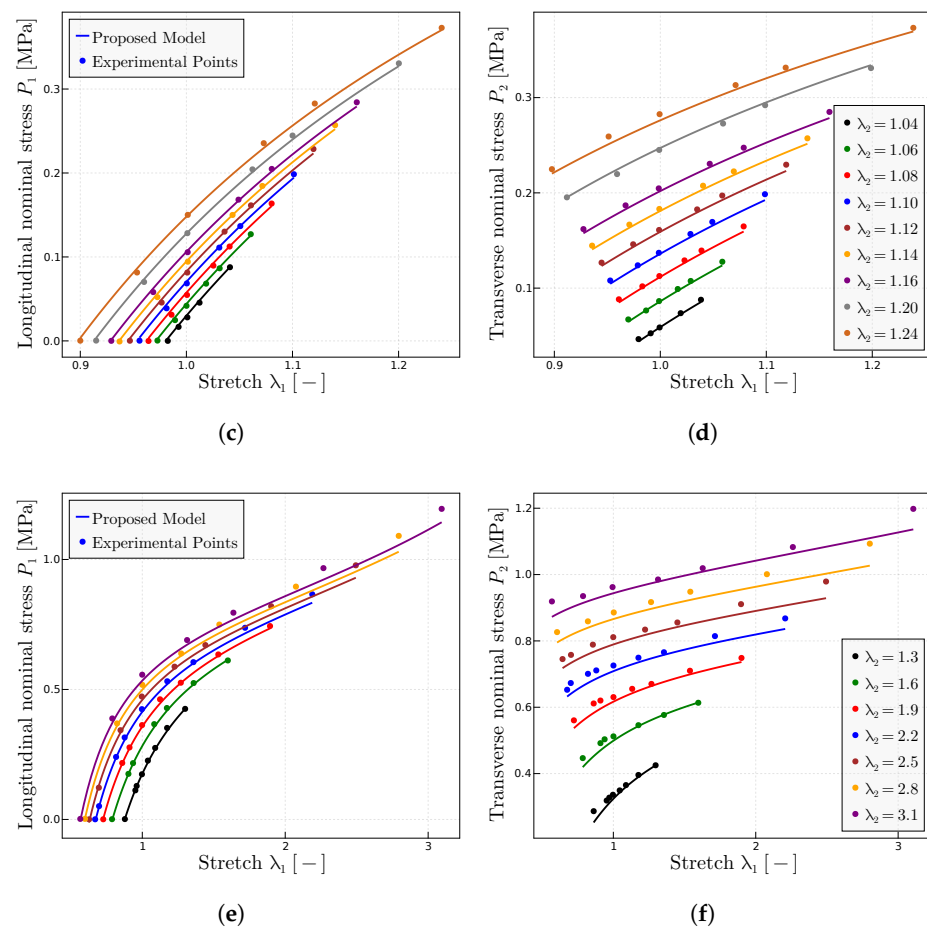 Longitudinal nominal stress P₁ [MPa]
0.3
0.2
0.1
0.0
Proposed Model
Experimental Points
0.9 1.0 1.1 1.2
Stretch λ₁ [ − ]
(c)
Transverse nominal stress P₂ [MPa]
0.3
0.2
0.1
λ₂ = 1.04
λ₂ = 1.06
λ₂ = 1.08
λ₂ = 1.10
λ₂ = 1.12
λ₂ = 1.14
λ₂ = 1.16
λ₂ = 1.20
λ₂ = 1.24
0.9 1.0 1.1 1.2
Stretch λ₁ [ − ]
(d)
Longitudinal nominal stress P₁ [MPa]
1.0
0.5
0.0
Proposed Model
Experimental Points
1 2 3
Stretch λ₁ [ − ]
(e)
Transverse nominal stress P₂ [MPa]
1.2
1.0
0.8
0.6
0.4
λ₂ = 1.3
λ₂ = 1.6
λ₂ = 1.9
λ₂ = 2.2
λ₂ = 2.5
λ₂ = 2.8
λ₂ = 3.1
1 2 3
Stretch λ₁ [ − ]
(f)